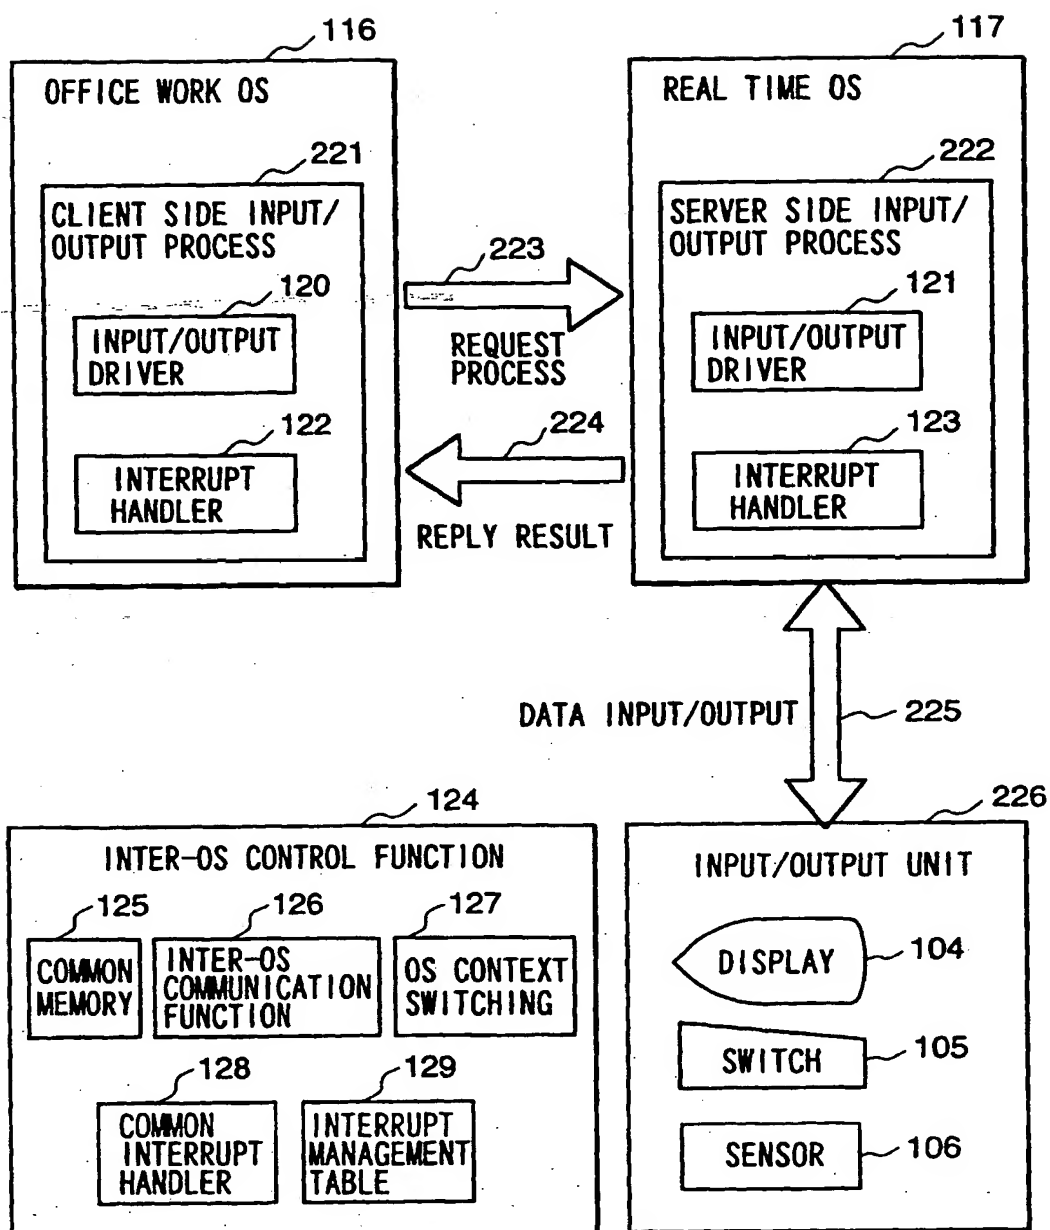 116
117
OFFICE WORK OS
REAL TIME OS
221
222
CLIENT SIDE INPUT/
OUTPUT PROCESS
SERVER SIDE INPUT/
OUTPUT PROCESS
223
120
121
INPUT/OUTPUT
DRIVER
REQUEST
PROCESS
INPUT/OUTPUT
DRIVER
122
224
123
INTERRUPT
HANDLER
INTERRUPT
HANDLER
REPLY RESULT
DATA INPUT/OUTPUT
225
124
226
INTER-OS CONTROL FUNCTION
INPUT/OUTPUT UNIT
125
126
127
COMMON
MEMORY
INTER-OS
COMMUNICATION
FUNCTION
OS CONTEXT
SWITCHING
DISPLAY
104
SWITCH
105
128
129
COMMON
INTERRUPT
HANDLER
INTERRUPT
MANAGEMENT
TABLE
SENSOR
106